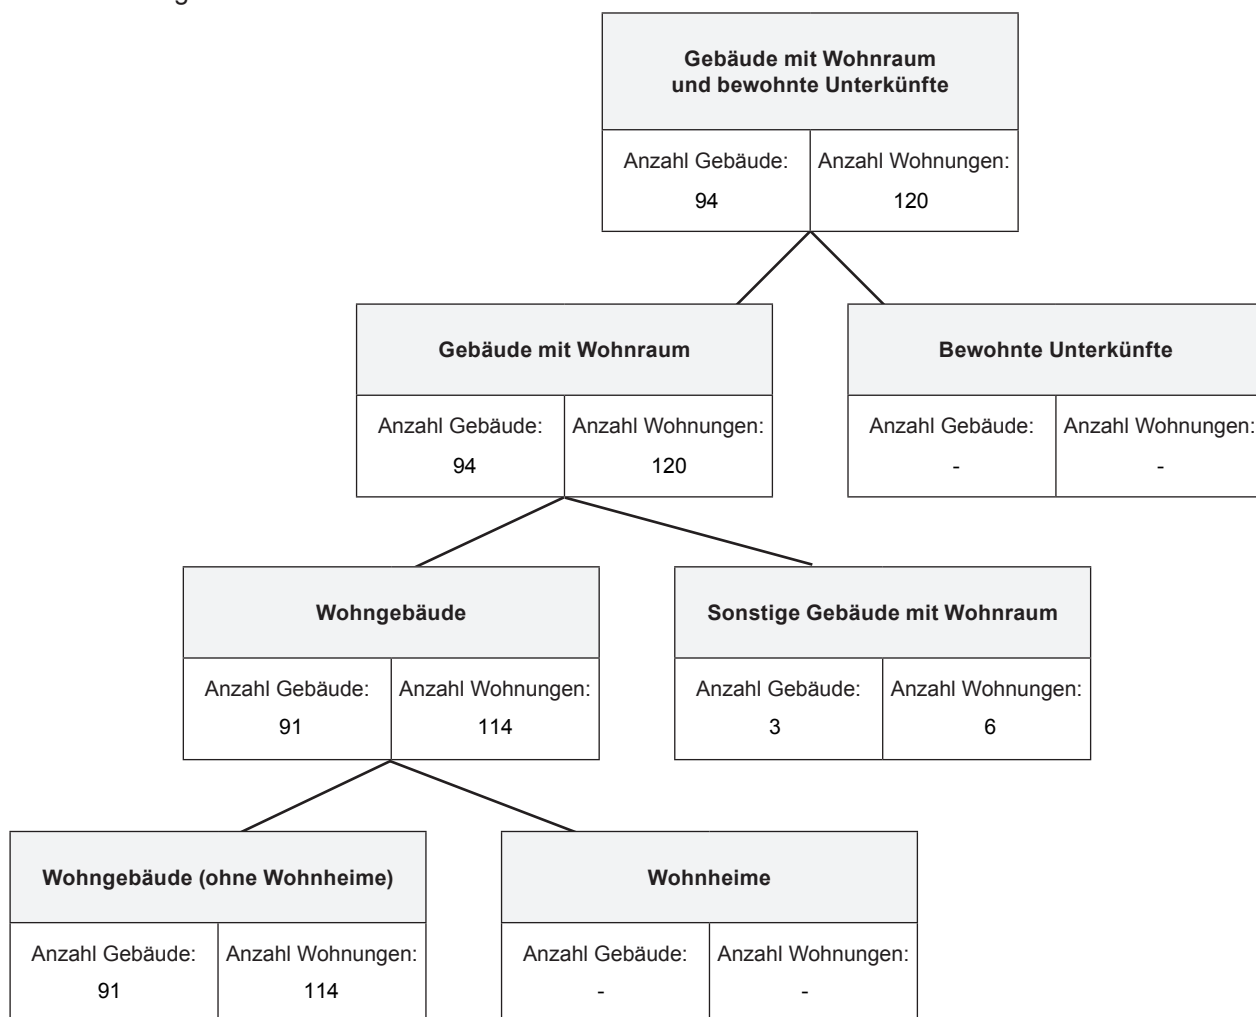 Gebäude mit Wohnraum
und bewohnte Unterkünfte
Anzahl Gebäude: Anzahl Wohnungen:
94 120
Gebäude mit Wohnraum
Anzahl Gebäude: Anzahl Wohnungen:
94 120
Bewohnte Unterkünfte
Anzahl Gebäude: Anzahl Wohnungen:
- -
Wohngebäude
Anzahl Gebäude: Anzahl Wohnungen:
91 114
Sonstige Gebäude mit Wohnraum
Anzahl Gebäude: Anzahl Wohnungen:
3 6
Wohngebäude (ohne Wohnheime)
Anzahl Gebäude: Anzahl Wohnungen:
91 114
Wohnheime
Anzahl Gebäude: Anzahl Wohnungen:
- -